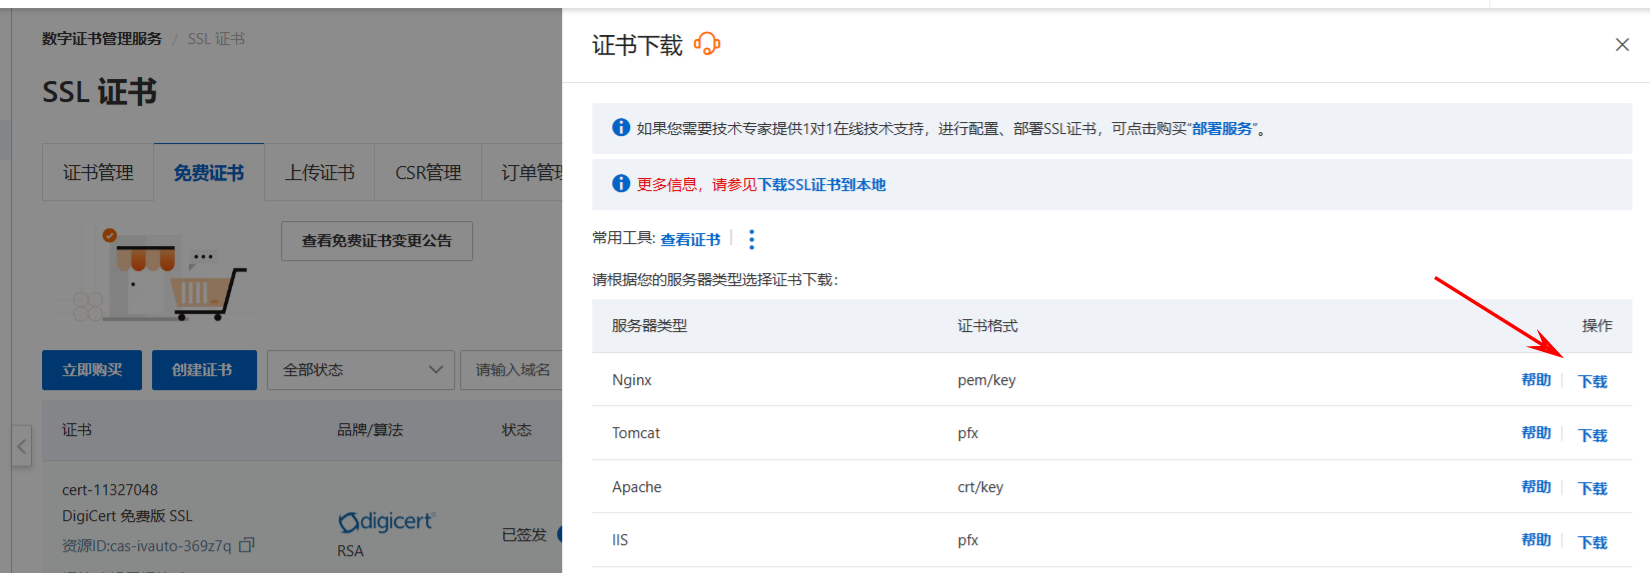 数字证书管理服务 / SSL 证书
SSL 证书
证书管理
免费证书
上传证书
CSR管理
订单管理
查看免费证书变更公告
立即购买
创建证书
全部状态
请输入域名
证书
品牌/算法
状态
cert-11327048
DigiCert 免费版 SSL
资源ID:cas-ivauto-369z7q
digicert
RSA
已签发
证书下载
如果您需要技术专家提供1对1在线技术支持，进行配置、部署SSL证书，可点击购买“部署服务”。
更多信息，请参见下载SSL证书到本地
常用工具: 查看证书
请根据您的服务器类型选择证书下载：
服务器类型 证书格式 操作
Nginx pem/key 帮助 下载
Tomcat pfx 帮助 下载
Apache crt/key 帮助 下载
IIS pfx 帮助 下载